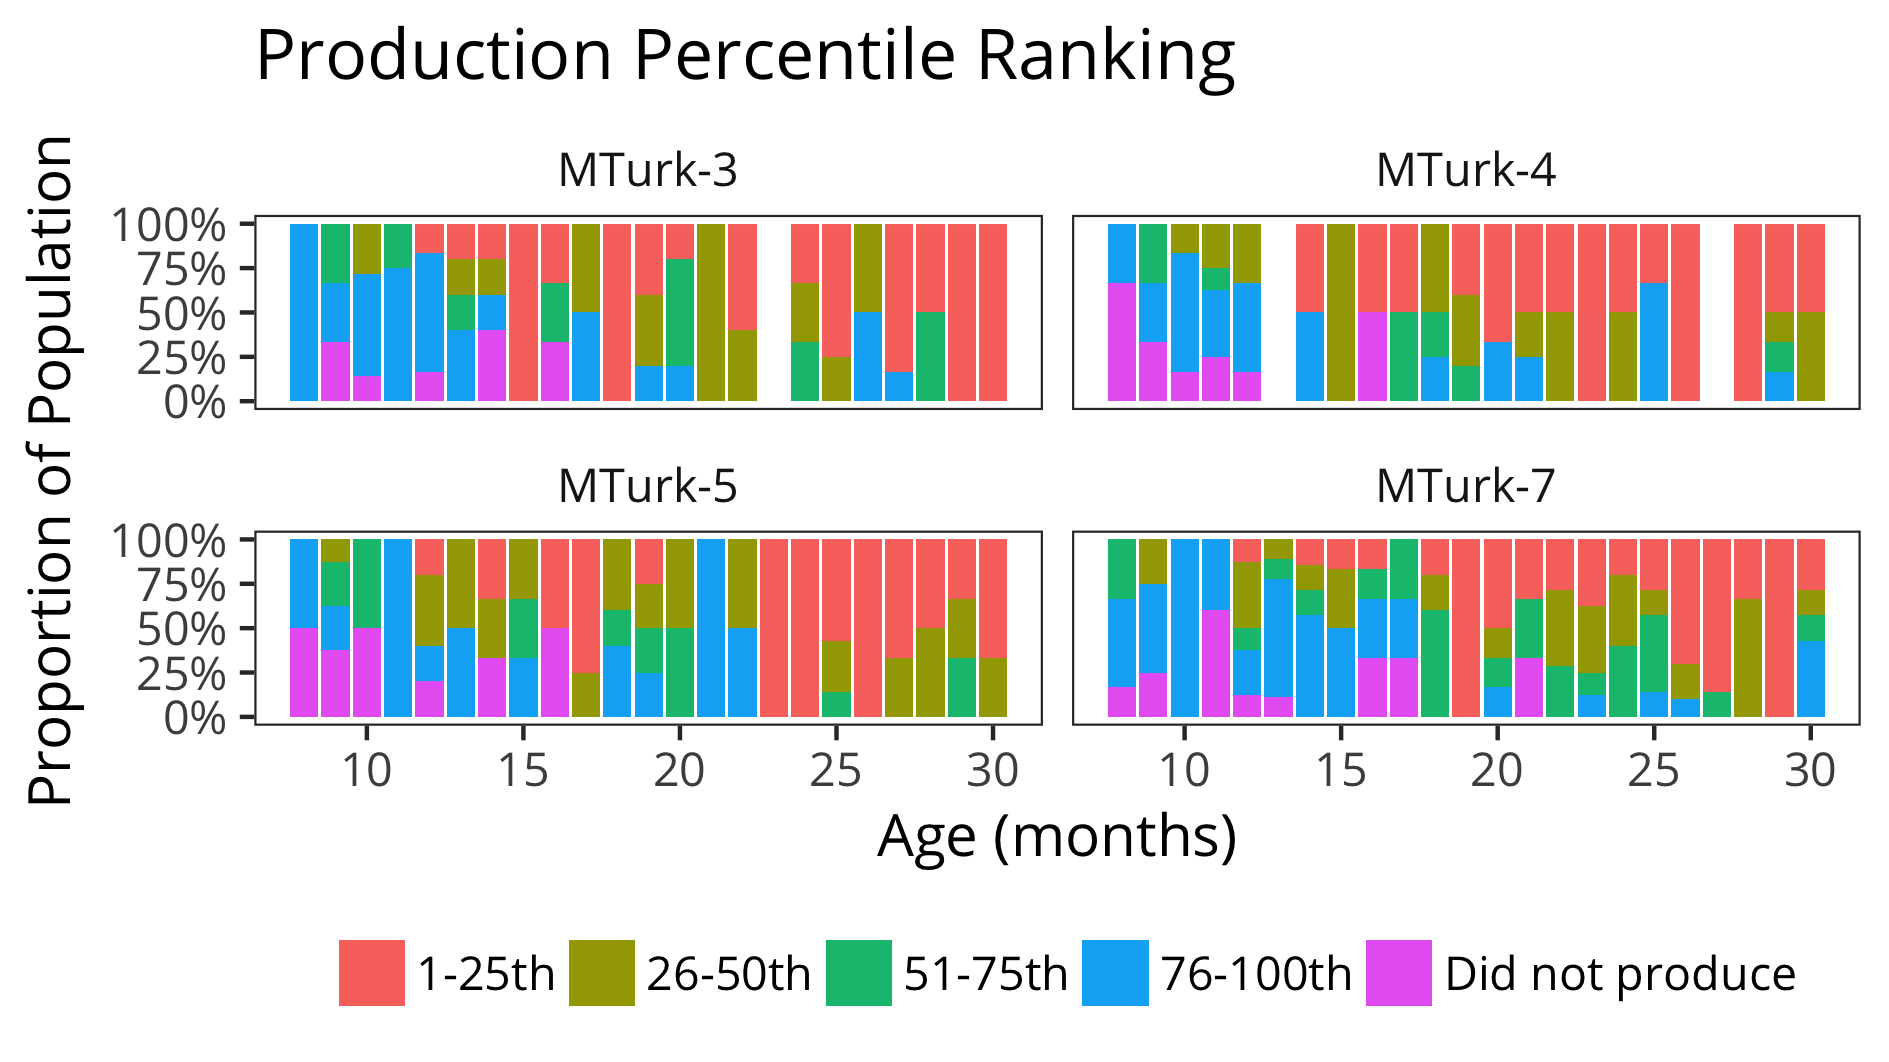 Production Percentile Ranking
Proportion of Population
MTurk-3
MTurk-4
100%
75%
50%
25%
0%
MTurk-5
MTurk-7
100%
75%
50%
25%
0%
10 15 20 25 30 10 15 20 25 30
Age (months)
1-25th 26-50th 51-75th 76-100th Did not produce